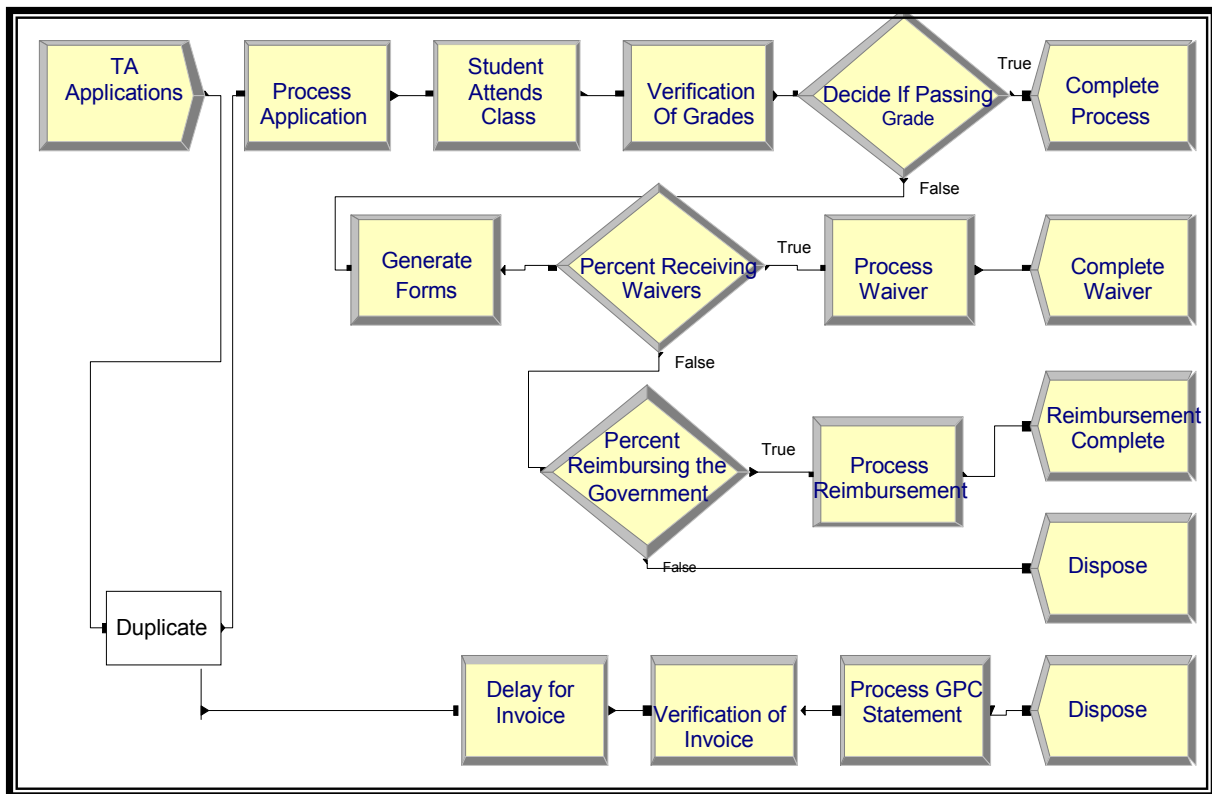 TA
Applications
Process
Application
Student
Attends
Class
Verification
Of Grades
Decide If Passing
Grade
True
Complete
Process
False
Generate
Forms
Percent Receiving
Waivers
True
Process
Waiver
Complete
Waiver
False
Percent
Reimbursing the
Government
True
Process
Reimbursement
Reimbursement
Complete
False
Dispose
Duplicate
Delay for
Invoice
Verification of
Invoice
Process GPC
Statement
Dispose